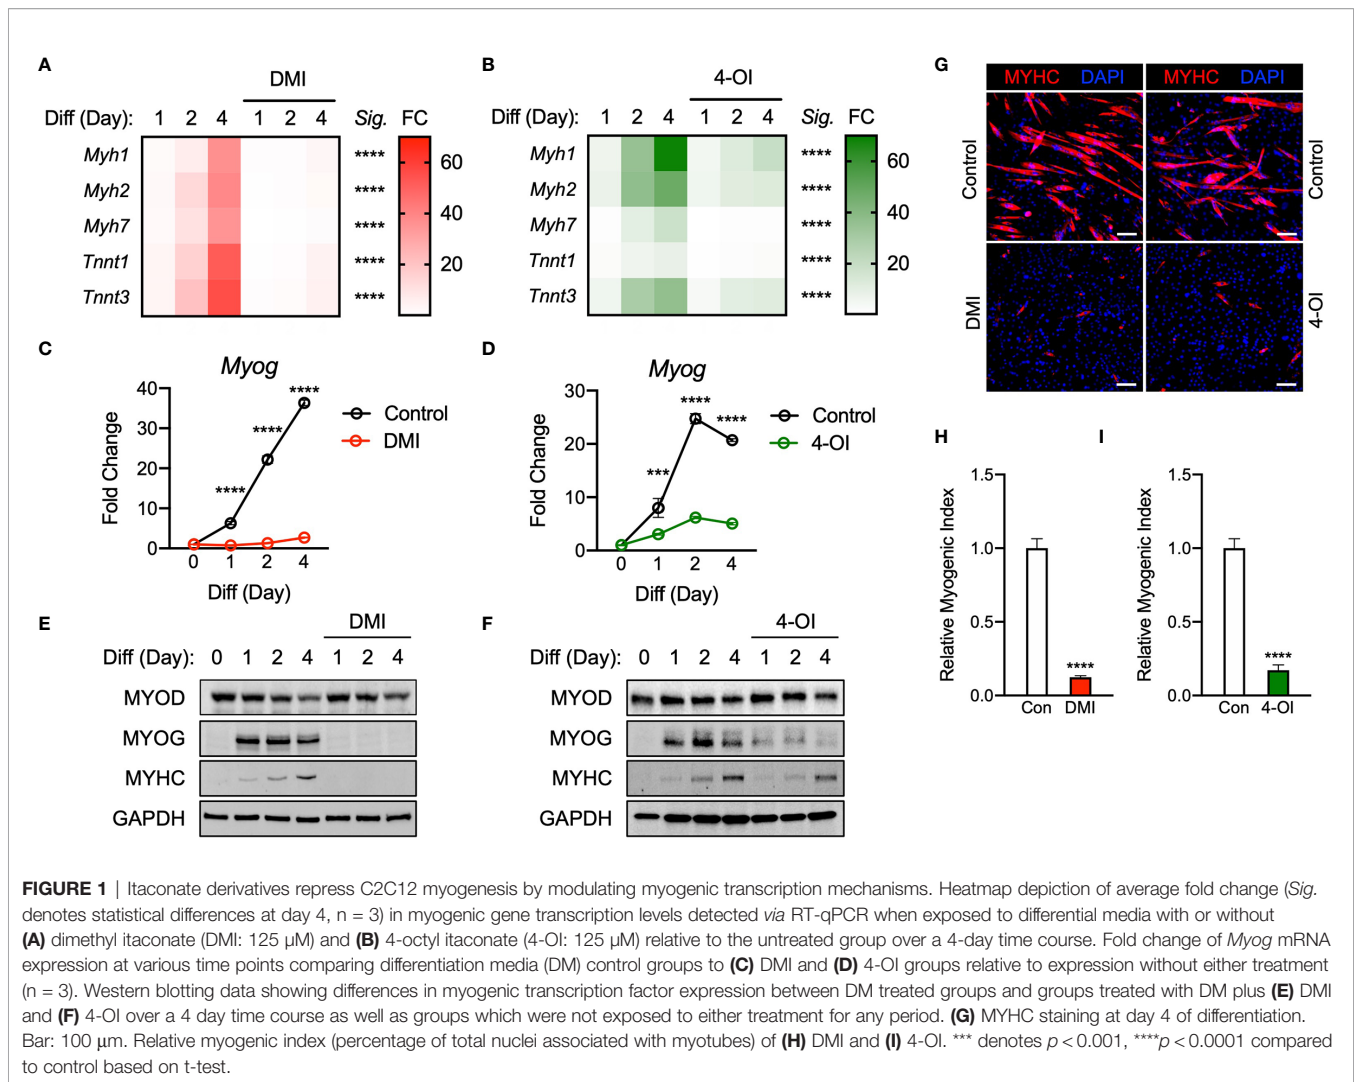 A
DMI
Diff (Day): 1 2 4 1 2 4 Sig. FC
Myh1 ****
Myh2 ****
Myh7 ****
Tnnt1 ****
Tnnt3 ****
60
40
20
B
4-OI
Diff (Day): 1 2 4 1 2 4 Sig. FC
Myh1 ****
Myh2 ****
Myh7 ****
Tnnt1 ****
Tnnt3 ****
60
40
20
C
Myog
Fold Change
40
30
20
10
0
**** **** ****
Control
DMI
0 1 2 4
Diff (Day)
D
Myog
Fold Change
30
20
10
0
*** **** ****
Control
4-OI
0 1 2 4
Diff (Day)
E
DMI
Diff (Day): 0 1 2 4 1 2 4
MYOD
MYOG
MYHC
GAPDH
F
4-OI
Diff (Day): 0 1 2 4 1 2 4
MYOD
MYOG
MYHC
GAPDH
G
MYHC DAPI MYHC DAPI
Control
Control
DMI
4-OI
H
Relative Myogenic Index
1.5
1.0
0.5
0.0
****
Con DMI
I
Relative Myogenic Index
1.5
1.0
0.5
0.0
****
Con 4-OI
FIGURE 1 | Itaconate derivatives repress C2C12 myogenesis by modulating myogenic transcription mechanisms. Heatmap depiction of average fold change (Sig.
denotes statistical differences at day 4, n = 3) in myogenic gene transcription levels detected via RT-qPCR when exposed to differential media with or without
(A) dimethyl itaconate (DMI: 125 μM) and (B) 4-octyl itaconate (4-OI: 125 μM) relative to the untreated group over a 4-day time course. Fold change of Myog mRNA
expression at various time points comparing differentiation media (DM) control groups to (C) DMI and (D) 4-OI groups relative to expression without either treatment
(n = 3). Western blotting data showing differences in myogenic transcription factor expression between DM treated groups and groups treated with DM plus (E) DMI
and (F) 4-OI over a 4 day time course as well as groups which were not exposed to either treatment for any period. (G) MYHC staining at day 4 of differentiation.
Bar: 100 μm. Relative myogenic index (percentage of total nuclei associated with myotubes) of (H) DMI and (I) 4-OI. *** denotes p < 0.001, ****p < 0.0001 compared
to control based on t-test.